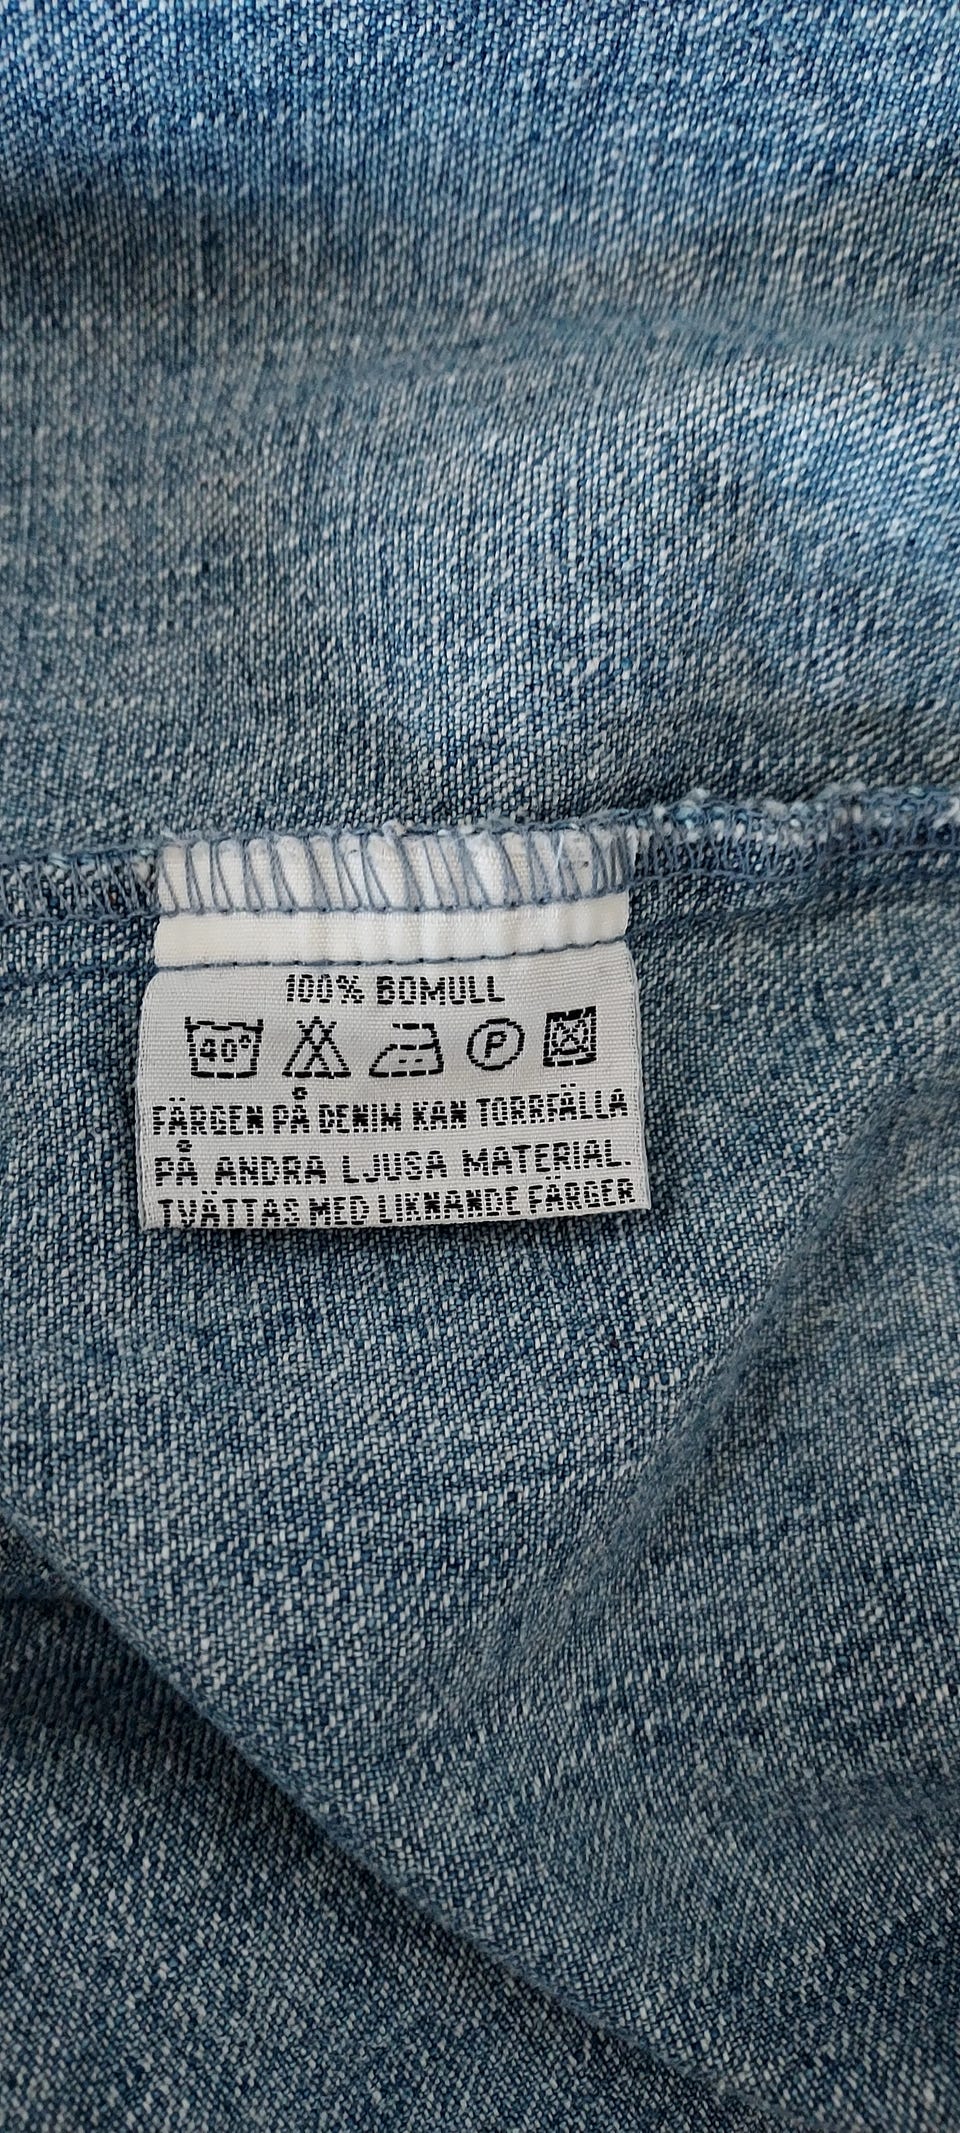 100% BOMULL
40°
P
FÄRGEN PÅ DENIM KAN TORRFÄLLA
PÅ ANDRA LJUSA MATERIAL.
TVÄTTAS MED LIKNANDE FÄRGER